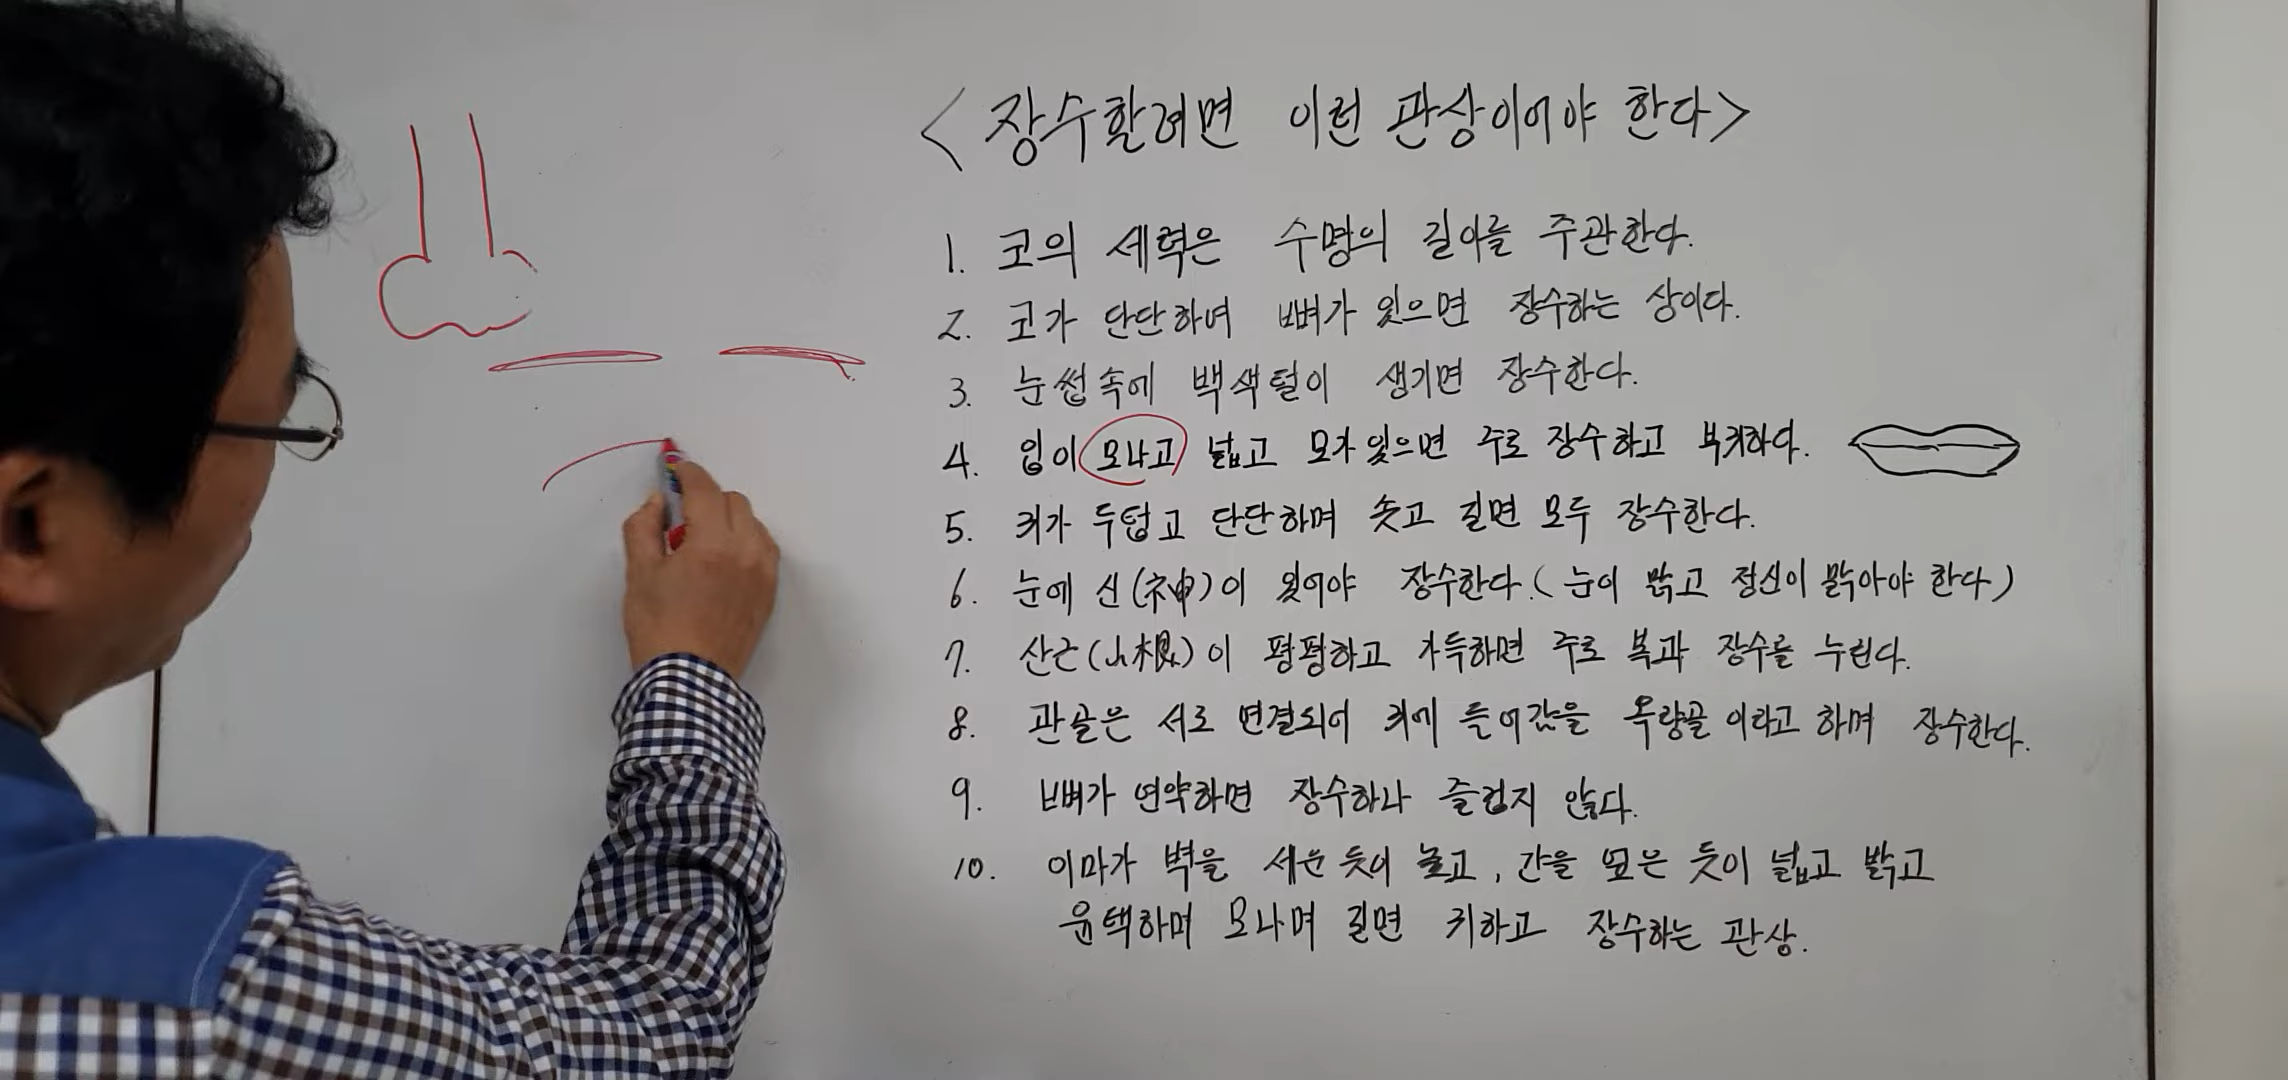 <장수할려면 이런 관상이어야 한다>
1. 코의 세력은 수명의 길이를 주관한다.
2. 코가 단단하며 뼈가 있으면 장수하는 상이다.
3. 눈썹속에 백색털이 생기면 장수한다.
4. 입이 모나고 넓고 모가 있으면 주로 장수하고 부귀하다.
5. 귀가 두텁고 단단하며 솟고 길면 모두 장수한다.
6. 눈에 신(神)이 있어야 장수한다.(눈이 맑고 정신이 맑아야 한다)
7. 산근(山根)이 평평하고 가득하면 주로 복과 장수를 누린다.
8. 관골은 서로 연결되어 귀에 들어감을 옥량골이라고 하며 장수한다.
9. 뼈가 연약하면 장수하나 즐겁지 않다.
10. 이마가 벽을 세운 듯이 높고, 간을 엎은 듯이 넓고 밝고
윤택하며 모나며 길면 귀하고 장수하는 관상.